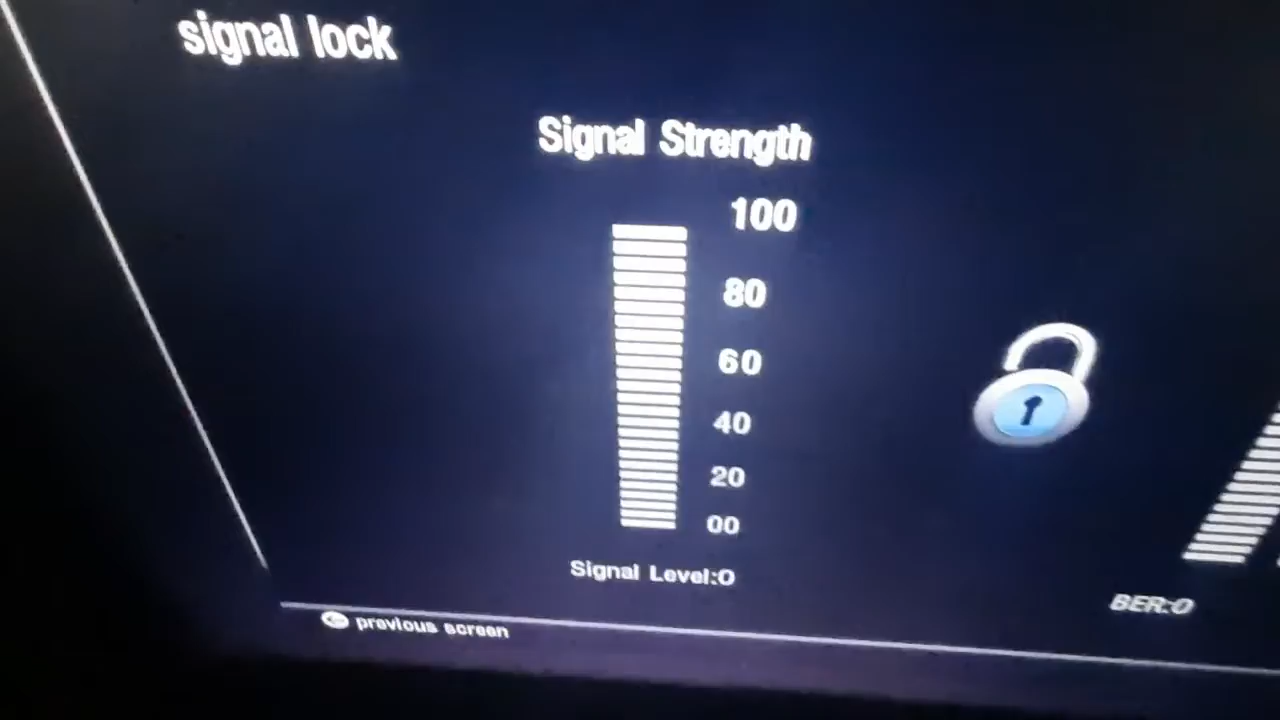 signal lock
Signal Strength
100
80
60
40
20
00
Signal Level:0
BER:0
previous screen